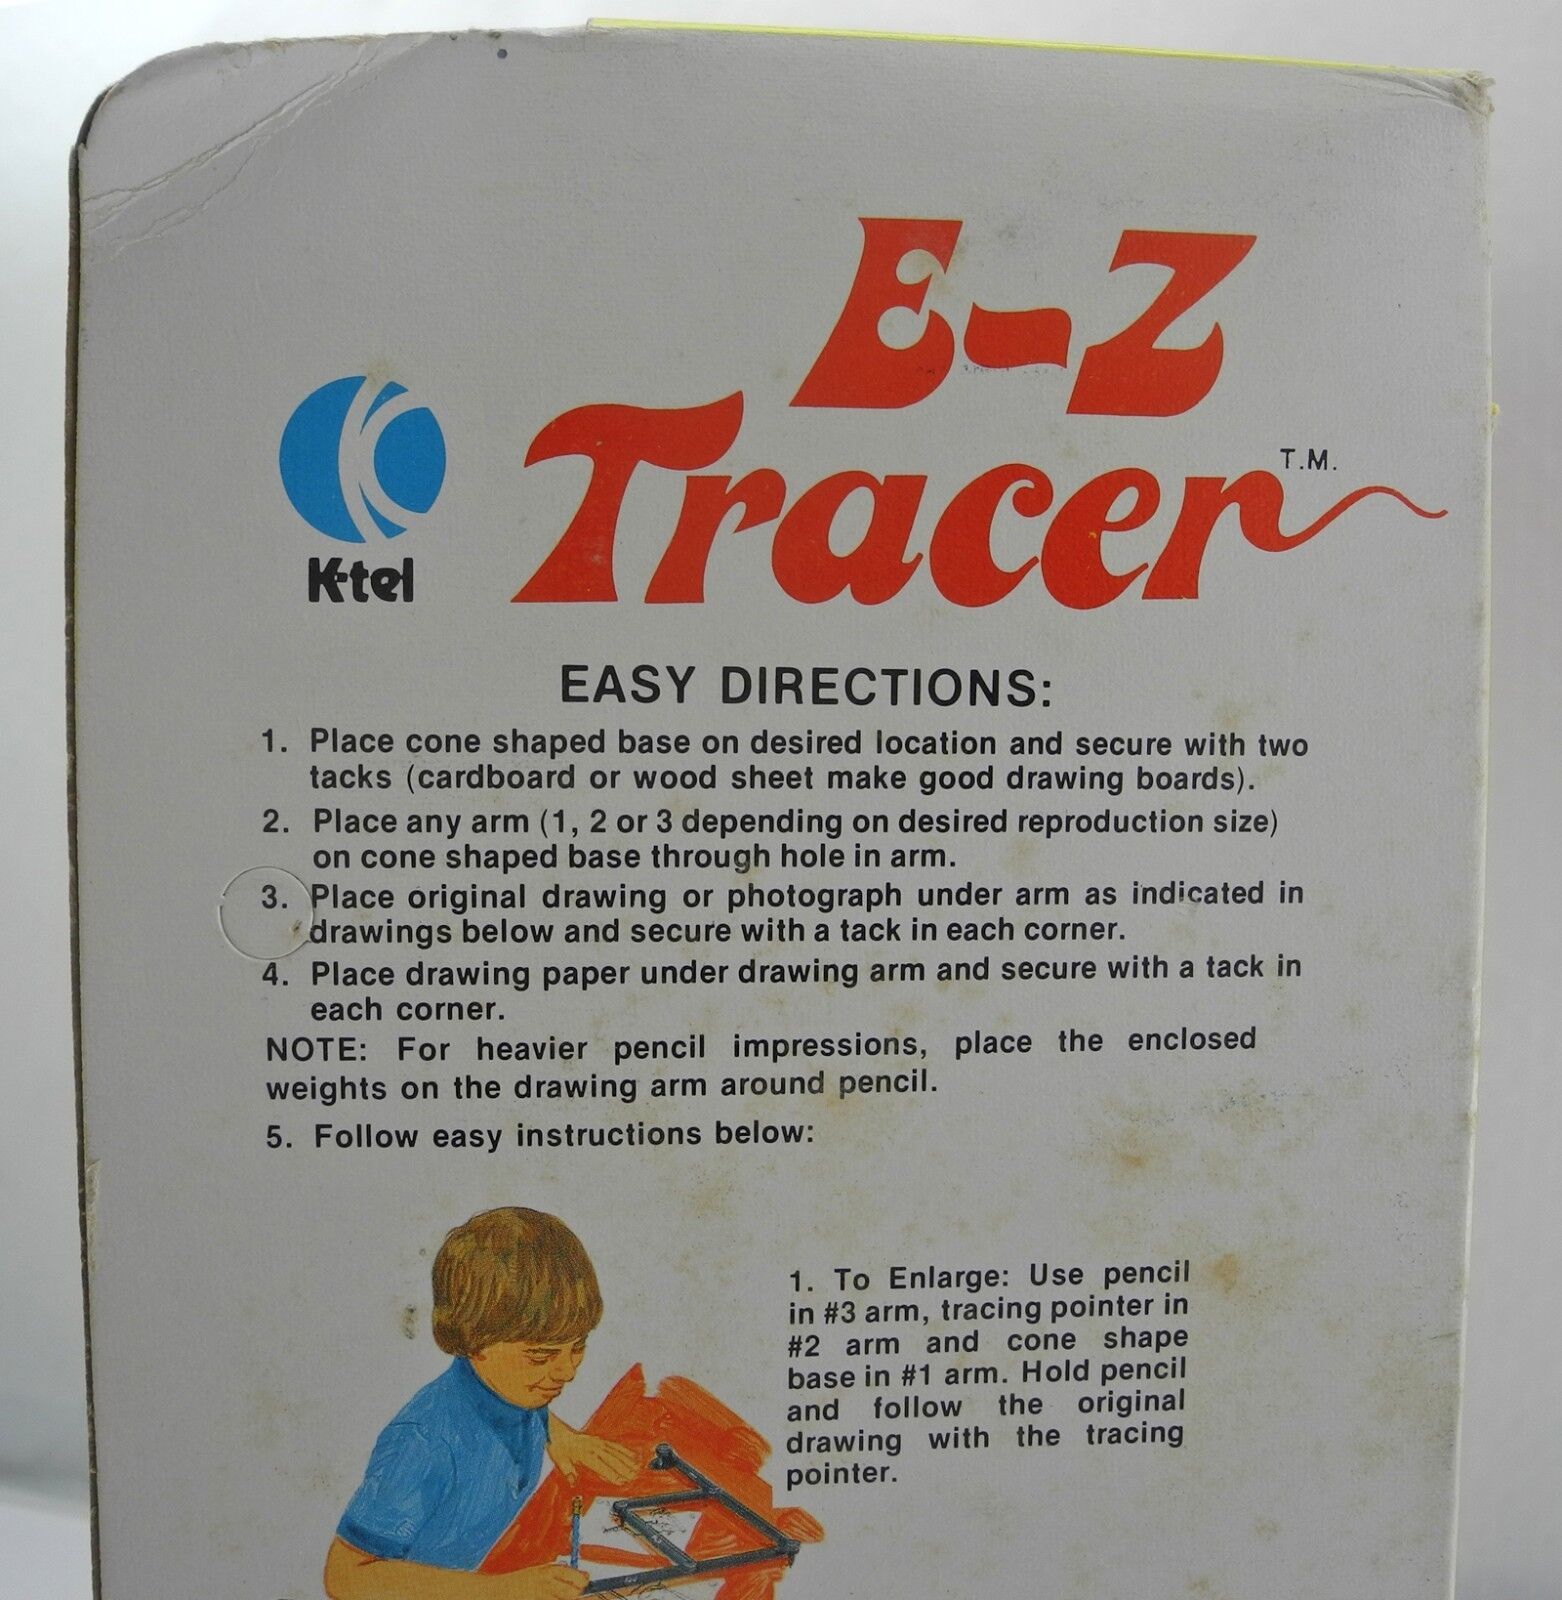 E-Z
Tracer T.M.
K-tel
EASY DIRECTIONS:
1. Place cone shaped base on desired location and secure with two
tacks (cardboard or wood sheet make good drawing boards).
2. Place any arm (1, 2 or 3 depending on desired reproduction size)
on cone shaped base through hole in arm.
3. Place original drawing or photograph under arm as indicated in
drawings below and secure with a tack in each corner.
4. Place drawing paper under drawing arm and secure with a tack in
each corner.
NOTE: For heavier pencil impressions, place the enclosed
weights on the drawing arm around pencil.
5. Follow easy instructions below:
1. To Enlarge: Use pencil
in #3 arm, tracing pointer in
#2 arm and cone shape
base in #1 arm. Hold pencil
and follow the original
drawing with the tracing
pointer.